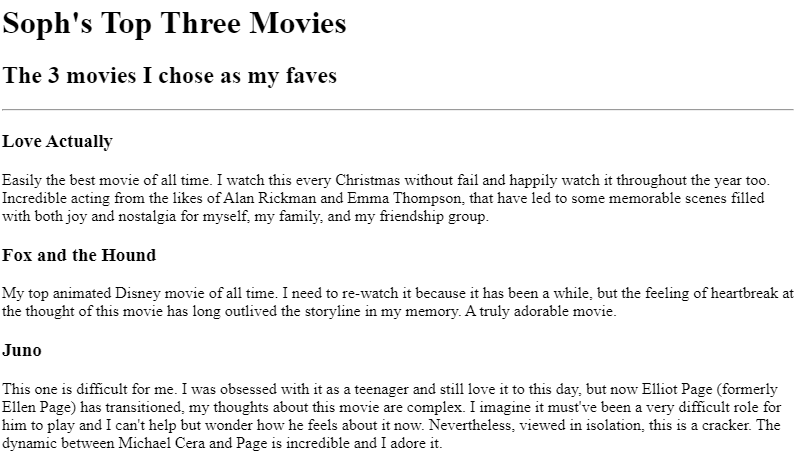 Soph's Top Three Movies
The 3 movies I chose as my faves
Love Actually
Easily the best movie of all time. I watch this every Christmas without fail and happily watch it throughout the year too.
Incredible acting from the likes of Alan Rickman and Emma Thompson, that have led to some memorable scenes filled
with both joy and nostalgia for myself, my family, and my friendship group.
Fox and the Hound
My top animated Disney movie of all time. I need to re-watch it because it has been a while, but the feeling of heartbreak at
the thought of this movie has long outlived the storyline in my memory. A truly adorable movie.
Juno
This one is difficult for me. I was obsessed with it as a teenager and still love it to this day, but now Elliot Page (formerly
Ellen Page) has transitioned, my thoughts about this movie are complex. I imagine it must've been a very difficult role for
him to play and I can't help but wonder how he feels about it now. Nevertheless, viewed in isolation, this is a cracker. The
dynamic between Michael Cera and Page is incredible and I adore it.